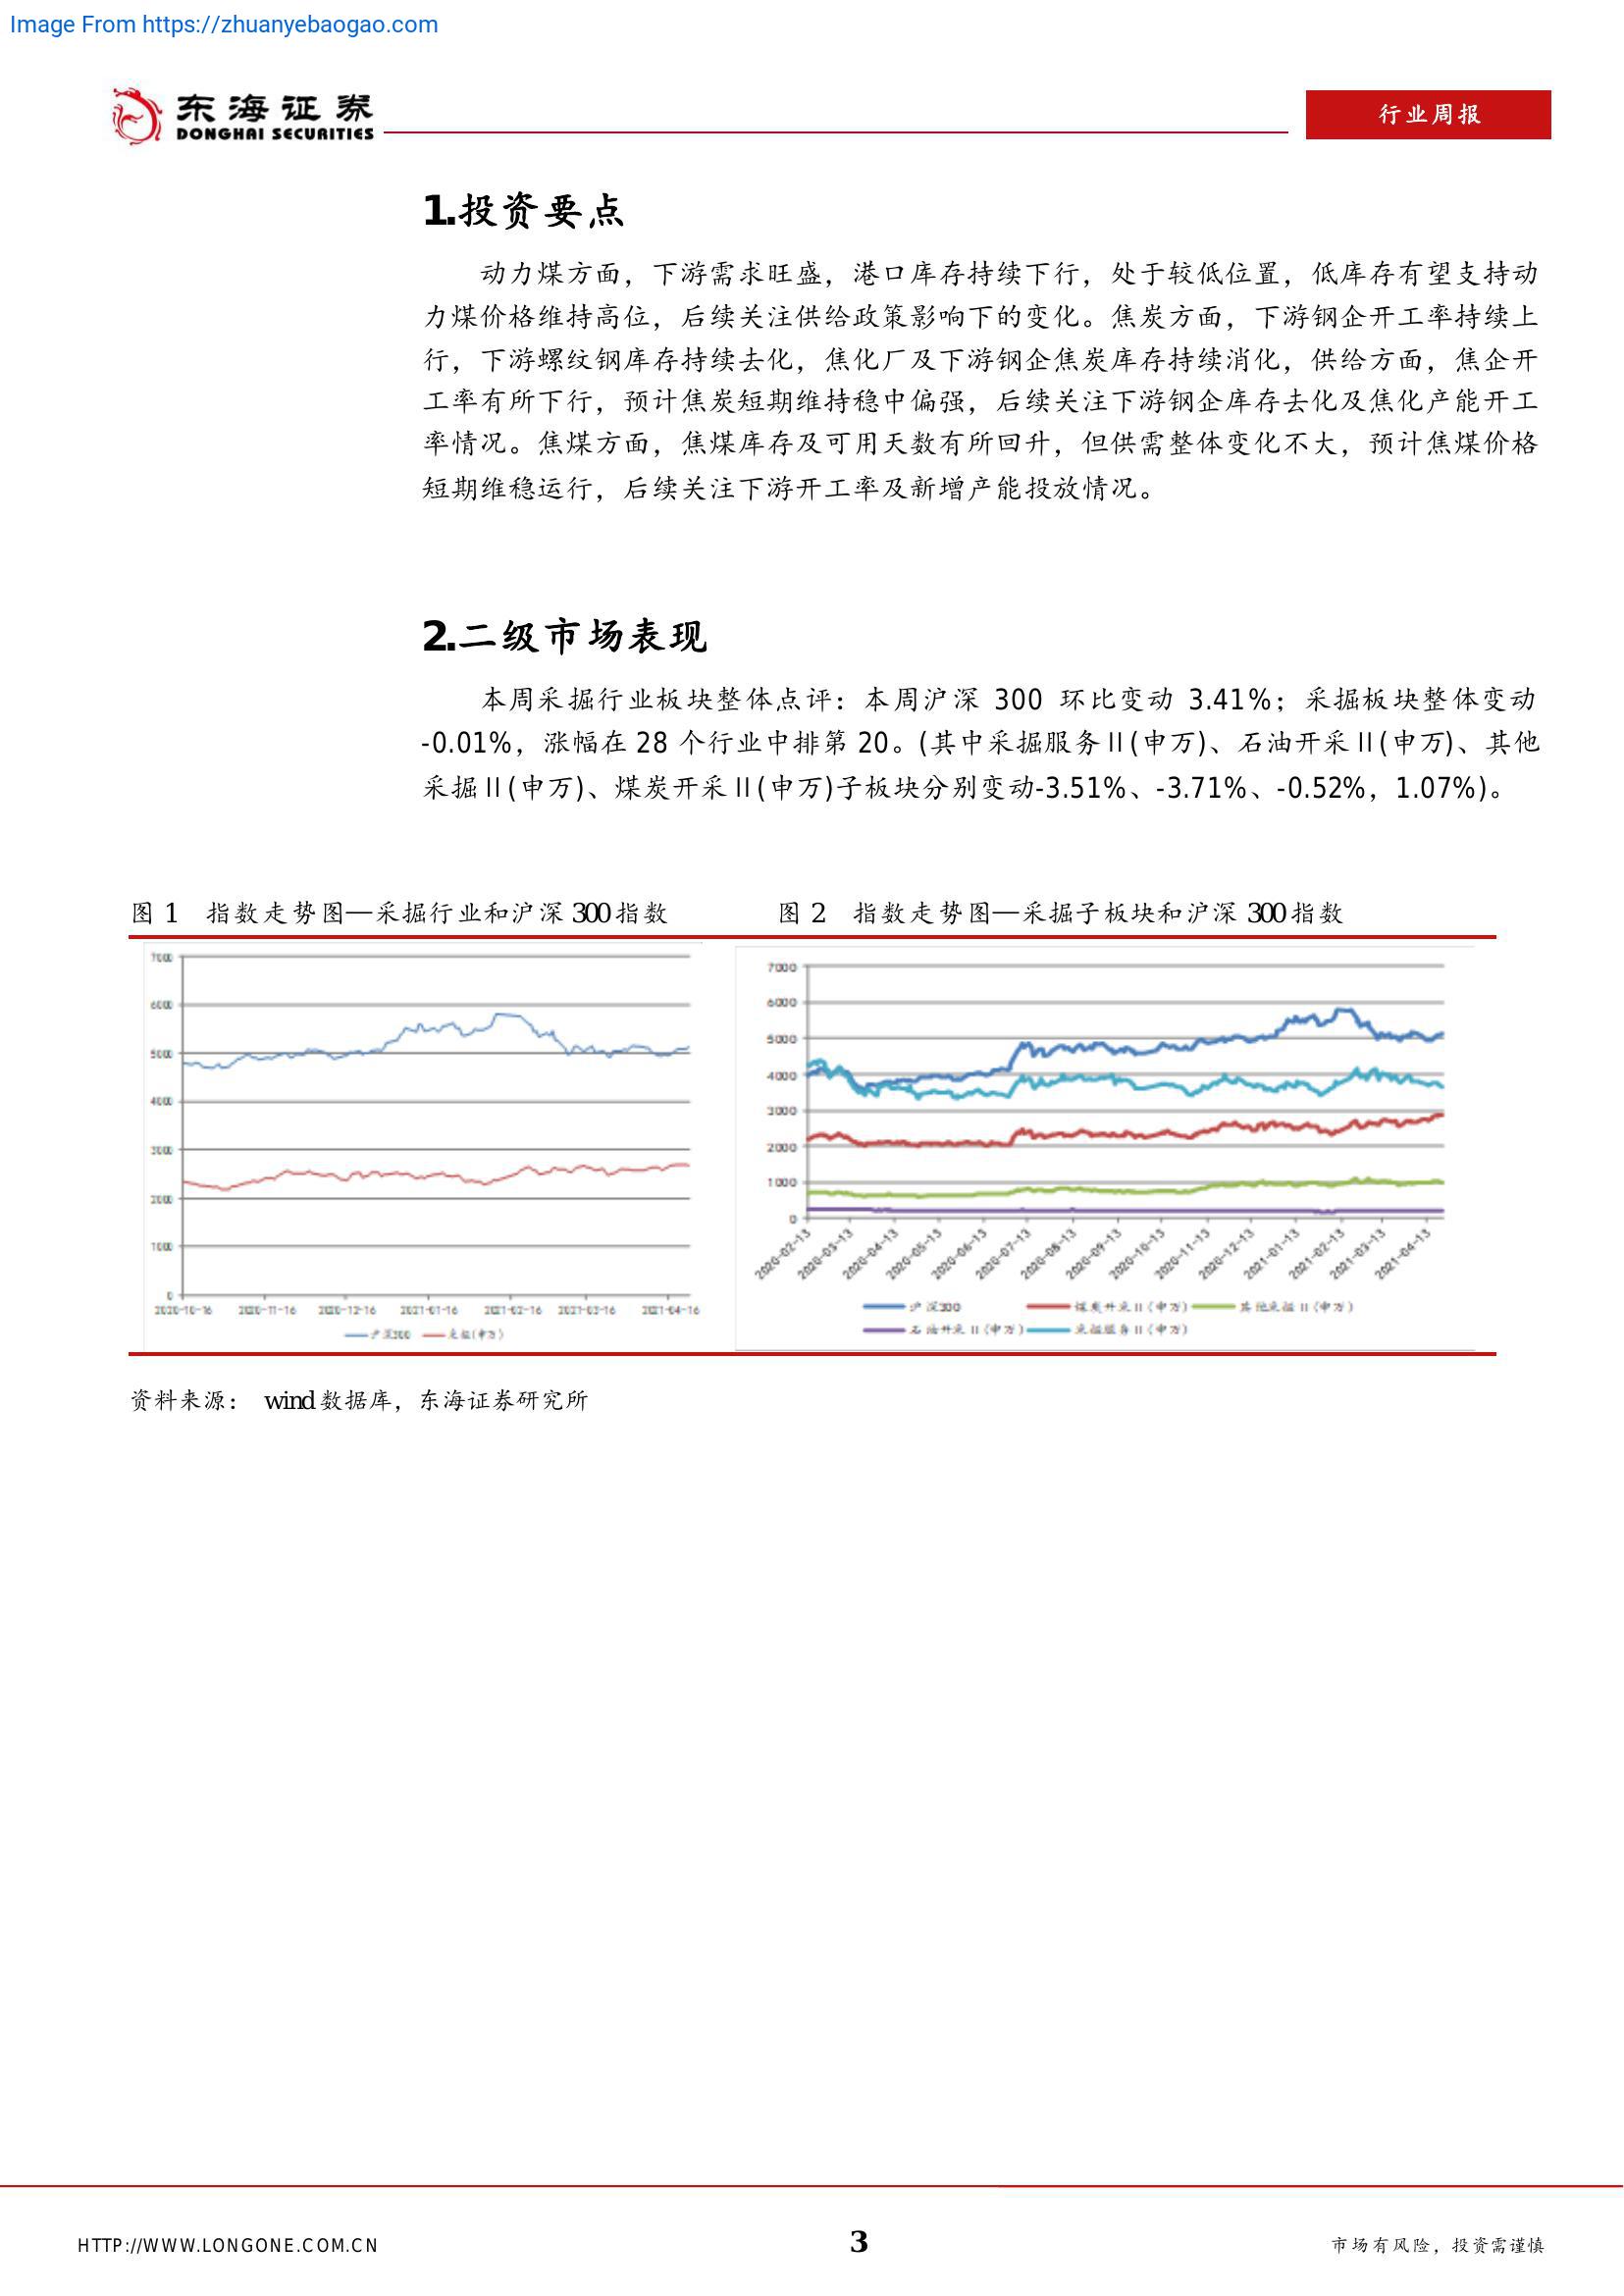 Image From https://zhuanyebaogao.com
东海证券
DONGHAI SECURITIES
行业周报
1.投资要点
动力煤方面，下游需求旺盛，港口库存持续下行，处于较低位置，低库存有望支持动
力煤价格维持高位，后续关注供给政策影响下的变化。焦炭方面，下游钢企开工率持续上
行，下游螺纹钢库存持续去化，焦化厂及下游钢企焦炭库存持续消化，供给方面，焦企开
工率有所下行，预计焦炭短期维持稳中偏强，后续关注下游钢企库存去化及焦化产能开工
率情况。焦煤方面，焦煤库存及可用天数有所回升，但供需整体变化不大，预计焦煤价格
短期维稳运行，后续关注下游开工率及新增产能投放情况。
2.二级市场表现
本周采掘行业板块整体点评：本周沪深 300 环比变动 3.41%；采掘板块整体变动
-0.01%，涨幅在 28 个行业中排第 20。(其中采掘服务Ⅱ(申万)、石油开采Ⅱ(申万)、其他
采掘Ⅱ(申万)、煤炭开采Ⅱ(申万)子板块分别变动-3.51%、-3.71%、-0.52%，1.07%)。
图 1 指数走势图—采掘行业和沪深 300 指数
图 2 指数走势图—采掘子板块和沪深 300 指数
7000
6000
5000
4000
3000
2000
1000
0
2020-10-16 2020-11-16 2020-12-16 2021-01-16 2021-02-16 2021-03-16 2021-04-16
沪深300 采掘(申万)
7000
6000
5000
4000
3000
2000
1000
0
2020-02-13 2020-03-13 2020-04-13 2020-05-13 2020-06-13 2020-07-13 2020-08-13 2020-09-13 2020-10-13 2020-11-13 2020-12-13 2021-01-13 2021-02-13 2021-03-13 2021-04-13
沪深300 煤炭开采Ⅱ(申万) 其他采掘Ⅱ(申万)
石油开采Ⅱ(申万) 采掘服务Ⅱ(申万)
资料来源： wind 数据库，东海证券研究所
HTTP://WWW.LONGONE.COM.CN
3
市场有风险，投资需谨慎